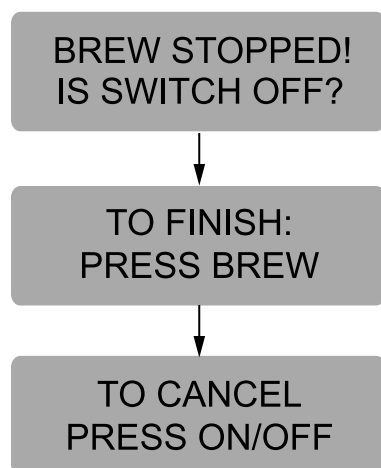 BREW STOPPED!
IS SWITCH OFF?
TO FINISH:
PRESS BREW
TO CANCEL
PRESS ON/OFF